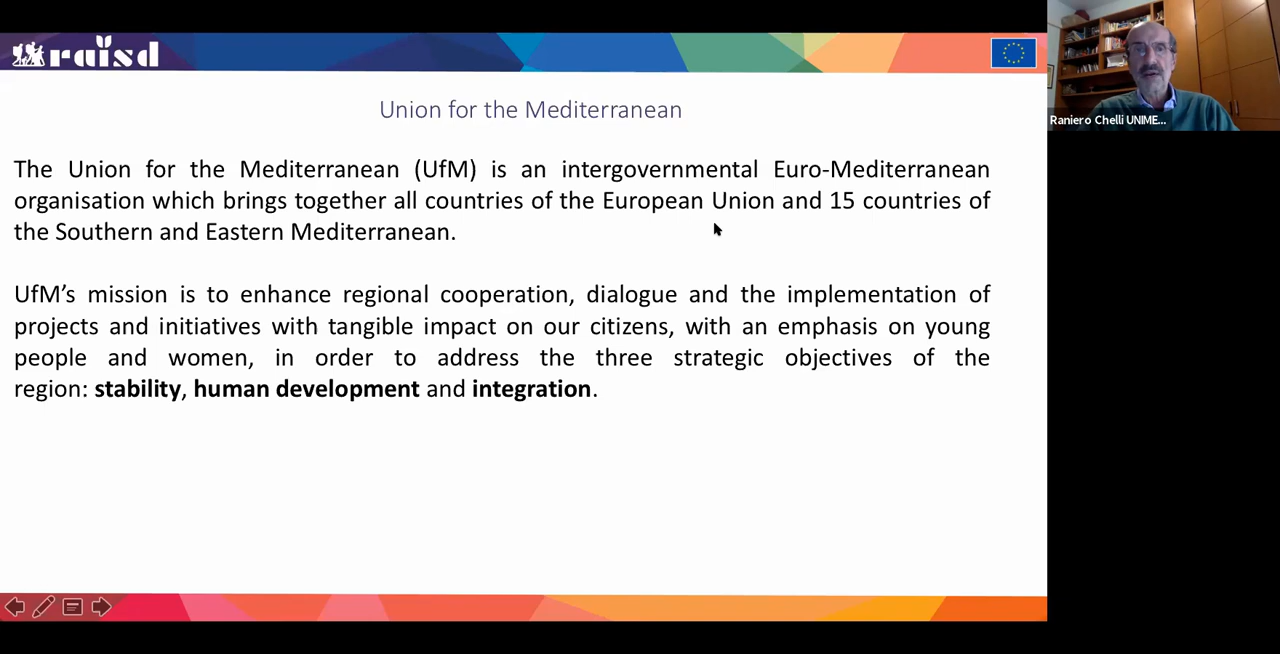 raisd
Union for the Mediterranean
The Union for the Mediterranean (UfM) is an intergovernmental Euro-Mediterranean
organisation which brings together all countries of the European Union and 15 countries of
the Southern and Eastern Mediterranean.
UfM’s mission is to enhance regional cooperation, dialogue and the implementation of
projects and initiatives with tangible impact on our citizens, with an emphasis on young
people and women, in order to address the three strategic objectives of the
region: stability, human development and integration.
Raniero Chelli UNIME...